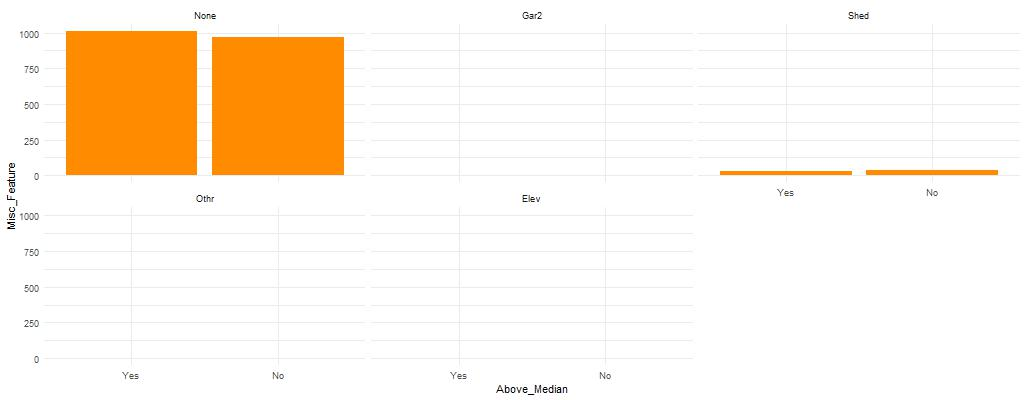 None Gar2 Shed
1000
750
500
250
0
Yes No
Misc_Feature
Othr Elev
1000
750
500
250
0
Yes No Yes No
Above_Median